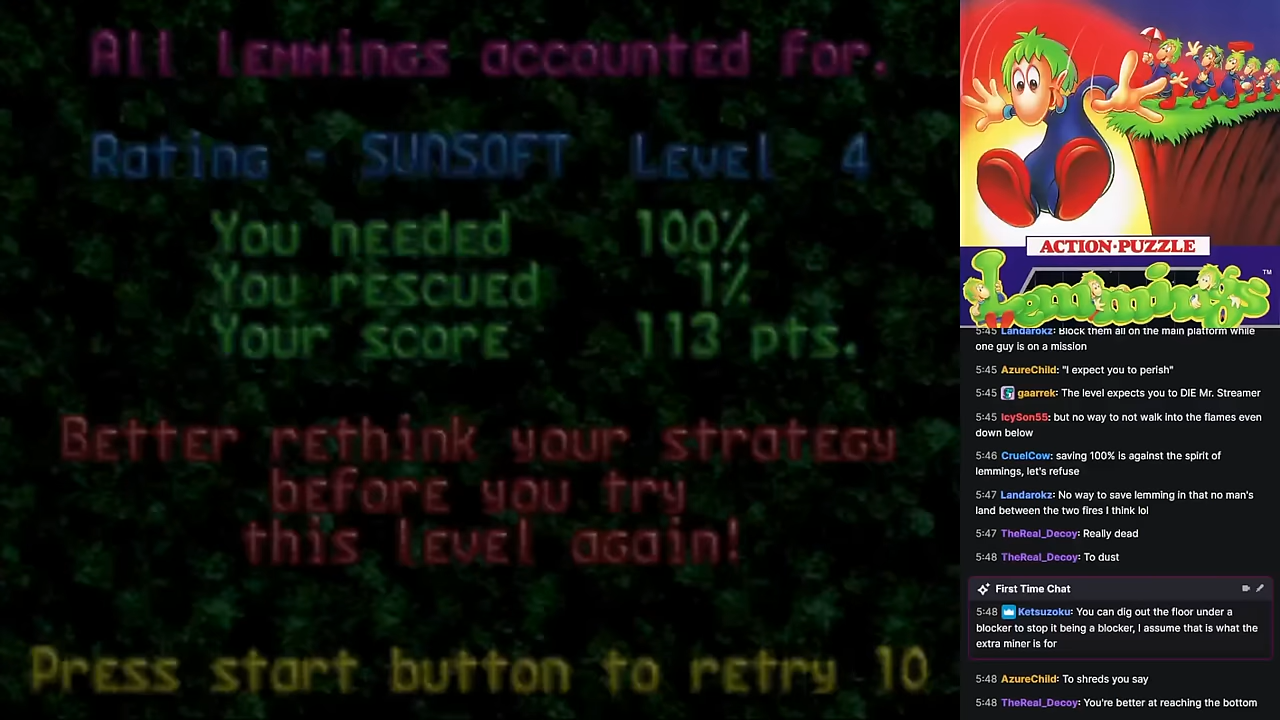 All Lemmings accounted for.
Rating - SUNSOFT Level 4
You needed 100%
You rescued 1%
Your score 113 pts.
Better rethink your strategy
before you try
this level again!
Press start button to retry 10
ACTION·PUZZLE
Lemmings™
5:45 Landarokz: Block them all on the main platform while
one guy is on a mission
5:45 AzureChild: "I expect you to perish"
5:45 gaarrek: The level expects you to DIE Mr. Streamer
5:45 IcySon55: but no way to not walk into the flames even
down below
5:46 CruelCow: saving 100% is against the spirit of
lemmings, let's refuse
5:47 Landarokz: No way to save lemming in that no man's
land between the two fires I think lol
5:47 TheReal_Decoy: Really dead
5:48 TheReal_Decoy: To dust
First Time Chat
5:48 Ketsuzoku: You can dig out the floor under a
blocker to stop it being a blocker, I assume that is what the
extra miner is for
5:48 AzureChild: To shreds you say
5:48 TheReal_Decoy: You're better at reaching the bottom